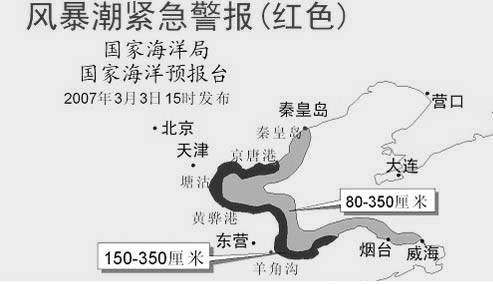 风暴潮紧急警报(红色)
国家海洋局
国家海洋预报台
2007年3月3日15时发布
营口
秦皇岛
秦皇岛
北京
天津
京唐港
大连
塘沽
80-350厘米
黄骅港
东营
150-350厘米
羊角沟
烟台
威海